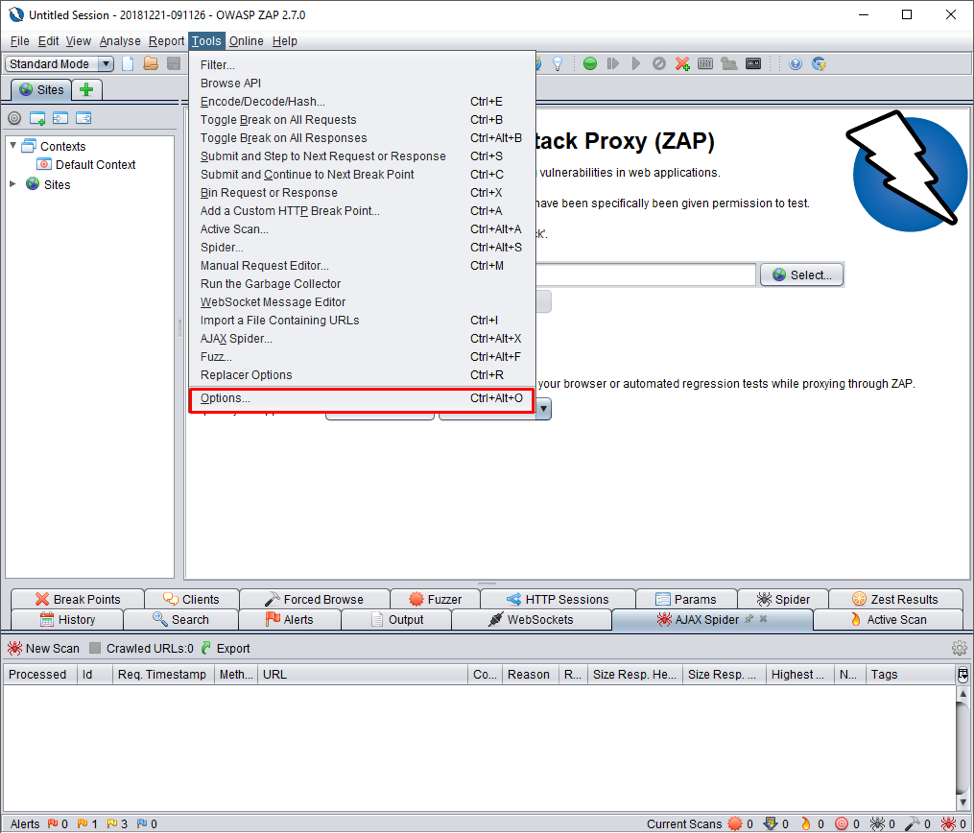 Untitled Session - 20181221-091126 - OWASP ZAP 2.7.0
File Edit View Analyse Report Tools Online Help
Standard Mode
Sites
Contexts
Default Context
Sites
Filter...
Browse API
Encode/Decode/Hash... Ctrl+E
Toggle Break on All Requests Ctrl+B
Toggle Break on All Responses Ctrl+Alt+B
Submit and Step to Next Request or Response Ctrl+S
Submit and Continue to Next Break Point Ctrl+C
Bin Request or Response Ctrl+X
Add a Custom HTTP Break Point... Ctrl+A
Active Scan... Ctrl+Alt+A
Spider... Ctrl+Alt+S
Manual Request Editor... Ctrl+M
Run the Garbage Collector
WebSocket Message Editor
Import a File Containing URLs Ctrl+I
AJAX Spider... Ctrl+Alt+X
Fuzz... Ctrl+Alt+F
Replacer Options Ctrl+R
Options... Ctrl+Alt+O
tack Proxy (ZAP)
vulnerabilities in web applications.
have been specifically been given permission to test.
ck'.
Select...
your browser or automated regression tests while proxying through ZAP.
Break Points Clients Forced Browse Fuzzer HTTP Sessions Params Spider Zest Results
History Search Alerts Output WebSockets AJAX Spider Active Scan
New Scan Crawled URLs:0 Export
Processed Id Req. Timestamp Meth... URL Co... Reason R... Size Resp. He... Size Resp. ... Highest ... N... Tags
Alerts 0 1 3 0 Current Scans 0 0 0 0 0 0 0